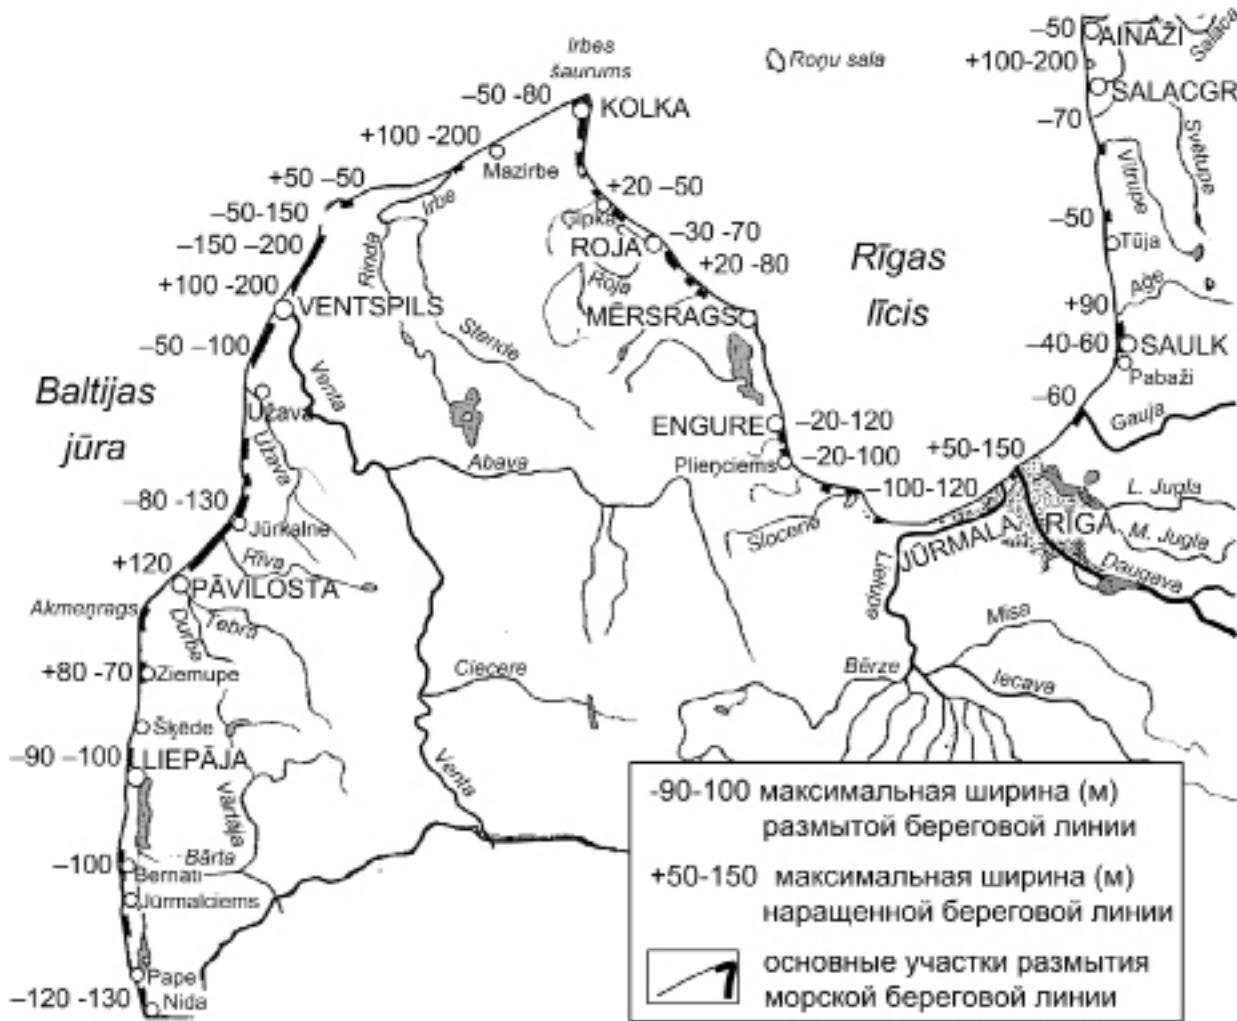 Irbes
šaurums
Roņu sala
–50
AINAŽI
Salaca
+100-200
SALACGR
–70
–50 -80
KOLKA
+100 -200
Mazirbe
Svētupe
Vitrupe
+50 –50
Irbe
+20 –50
Ģipka
–50-150
–150 –200
ROJA
–30 -70
–50
Tūja
Rinda
Roja
+20 -80
Rīgas
līcis
+100 -200
VENTSPILS
MĒRSRAGS
Aģe
+90
–40-60
SAULK
Stende
–50 –100
Venta
Pabaži
Baltijas
jūra
Užava
Užava
–60
Gauja
ENGURE
–20-120
+50-150
Abava
Plieņciems
–20-100
–100-120
L. Jugla
–80 -130
Jūrkalne
Slocene
JŪRMALA
RĪGA
M. Jugla
Rīva
Daugava
+120
PĀVILOSTA
Lielupe
Akmeņrags
Durbe
Tebra
Misa
+80 -70
Ziemupe
Ciecere
Bērze
Iecava
Šķēde
–90 –100
LIEPĀJA
Vārtāja
Venta
Bārta
–100
Bernāti
Jūrmalciems
Pape
–120 -130
Nida
-90-100 максимальная ширина (м)
размытой береговой линии
+50-150 максимальная ширина (м)
наращенной береговой линии
основные участки размытия
морской береговой линии